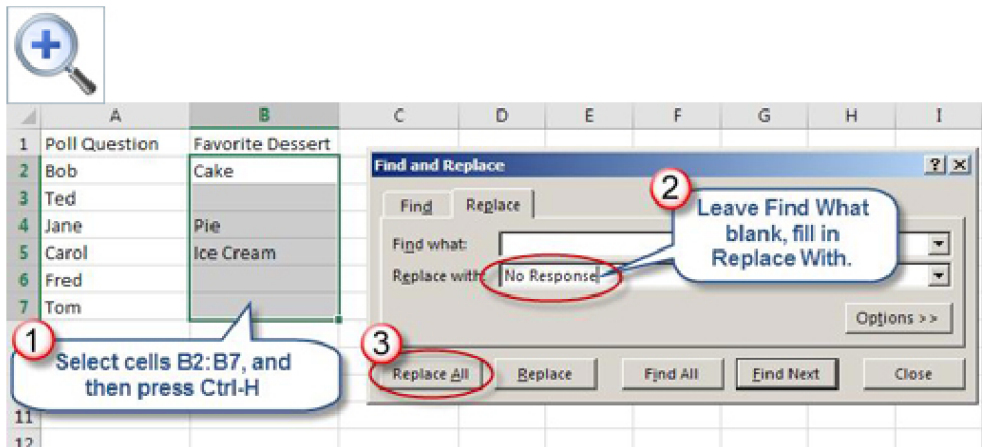 A B C D E F G H I
1 Poll Question Favorite Dessert
2 Bob Cake
3 Ted
4 Jane Pie
5 Carol Ice Cream
6 Fred
7 Tom
11
12
1
Select cells B2:B7, and
then press Ctrl-H
Find and Replace
Find Replace
Find what:
Replace with: No Response
2
Leave Find What
blank, fill in
Replace With.
Options >>
3
Replace All Replace Find All Find Next Close